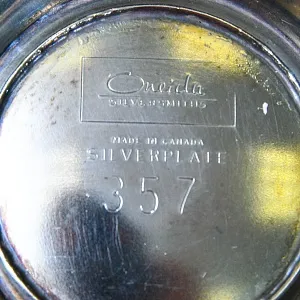 Oneida
SILVERSMITHS
MADE IN CANADA
SILVERPLATE
357